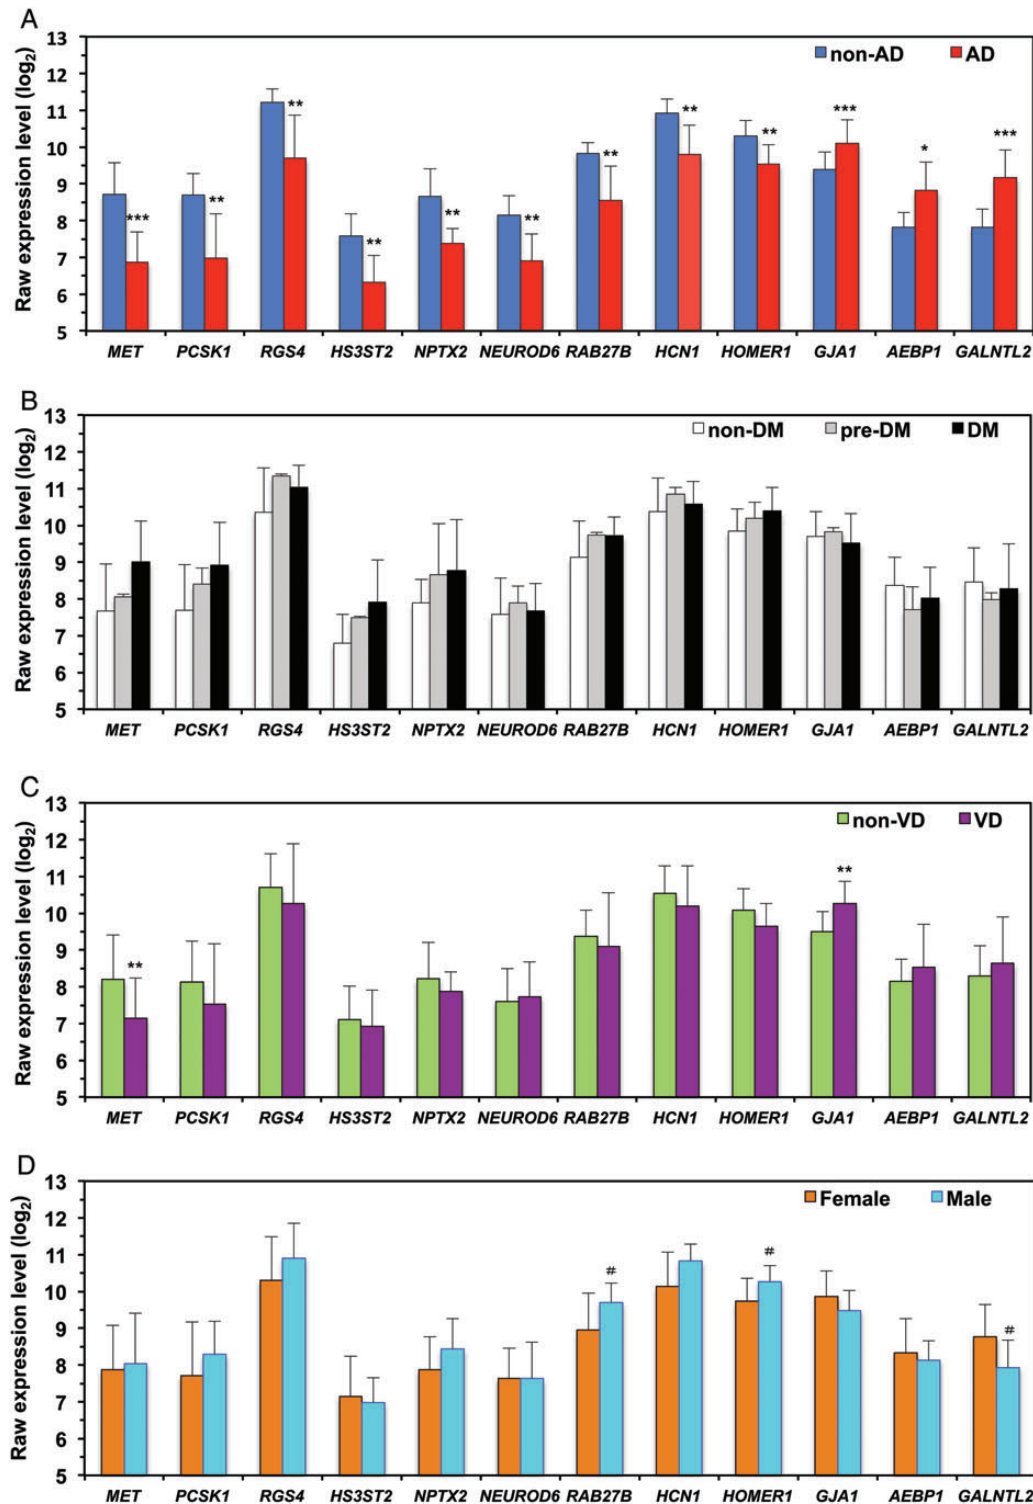 A
Raw expression level (log2)
13
12
11
10
9
8
7
6
5
non-AD AD
*** ** ** ** ** ** ** ** ** *** * ***
MET PCSK1 RGS4 HS3ST2 NPTX2 NEUROD6 RAB27B HCN1 HOMER1 GJA1 AEBP1 GALNTL2
B
Raw expression level (log2)
13
12
11
10
9
8
7
6
5
non-DM pre-DM DM
MET PCSK1 RGS4 HS3ST2 NPTX2 NEUROD6 RAB27B HCN1 HOMER1 GJA1 AEBP1 GALNTL2
C
Raw expression level (log2)
13
12
11
10
9
8
7
6
5
non-VD VD
** **
MET PCSK1 RGS4 HS3ST2 NPTX2 NEUROD6 RAB27B HCN1 HOMER1 GJA1 AEBP1 GALNTL2
D
Raw expression level (log2)
13
12
11
10
9
8
7
6
5
Female Male
# # #
MET PCSK1 RGS4 HS3ST2 NPTX2 NEUROD6 RAB27B HCN1 HOMER1 GJA1 AEBP1 GALNTL2